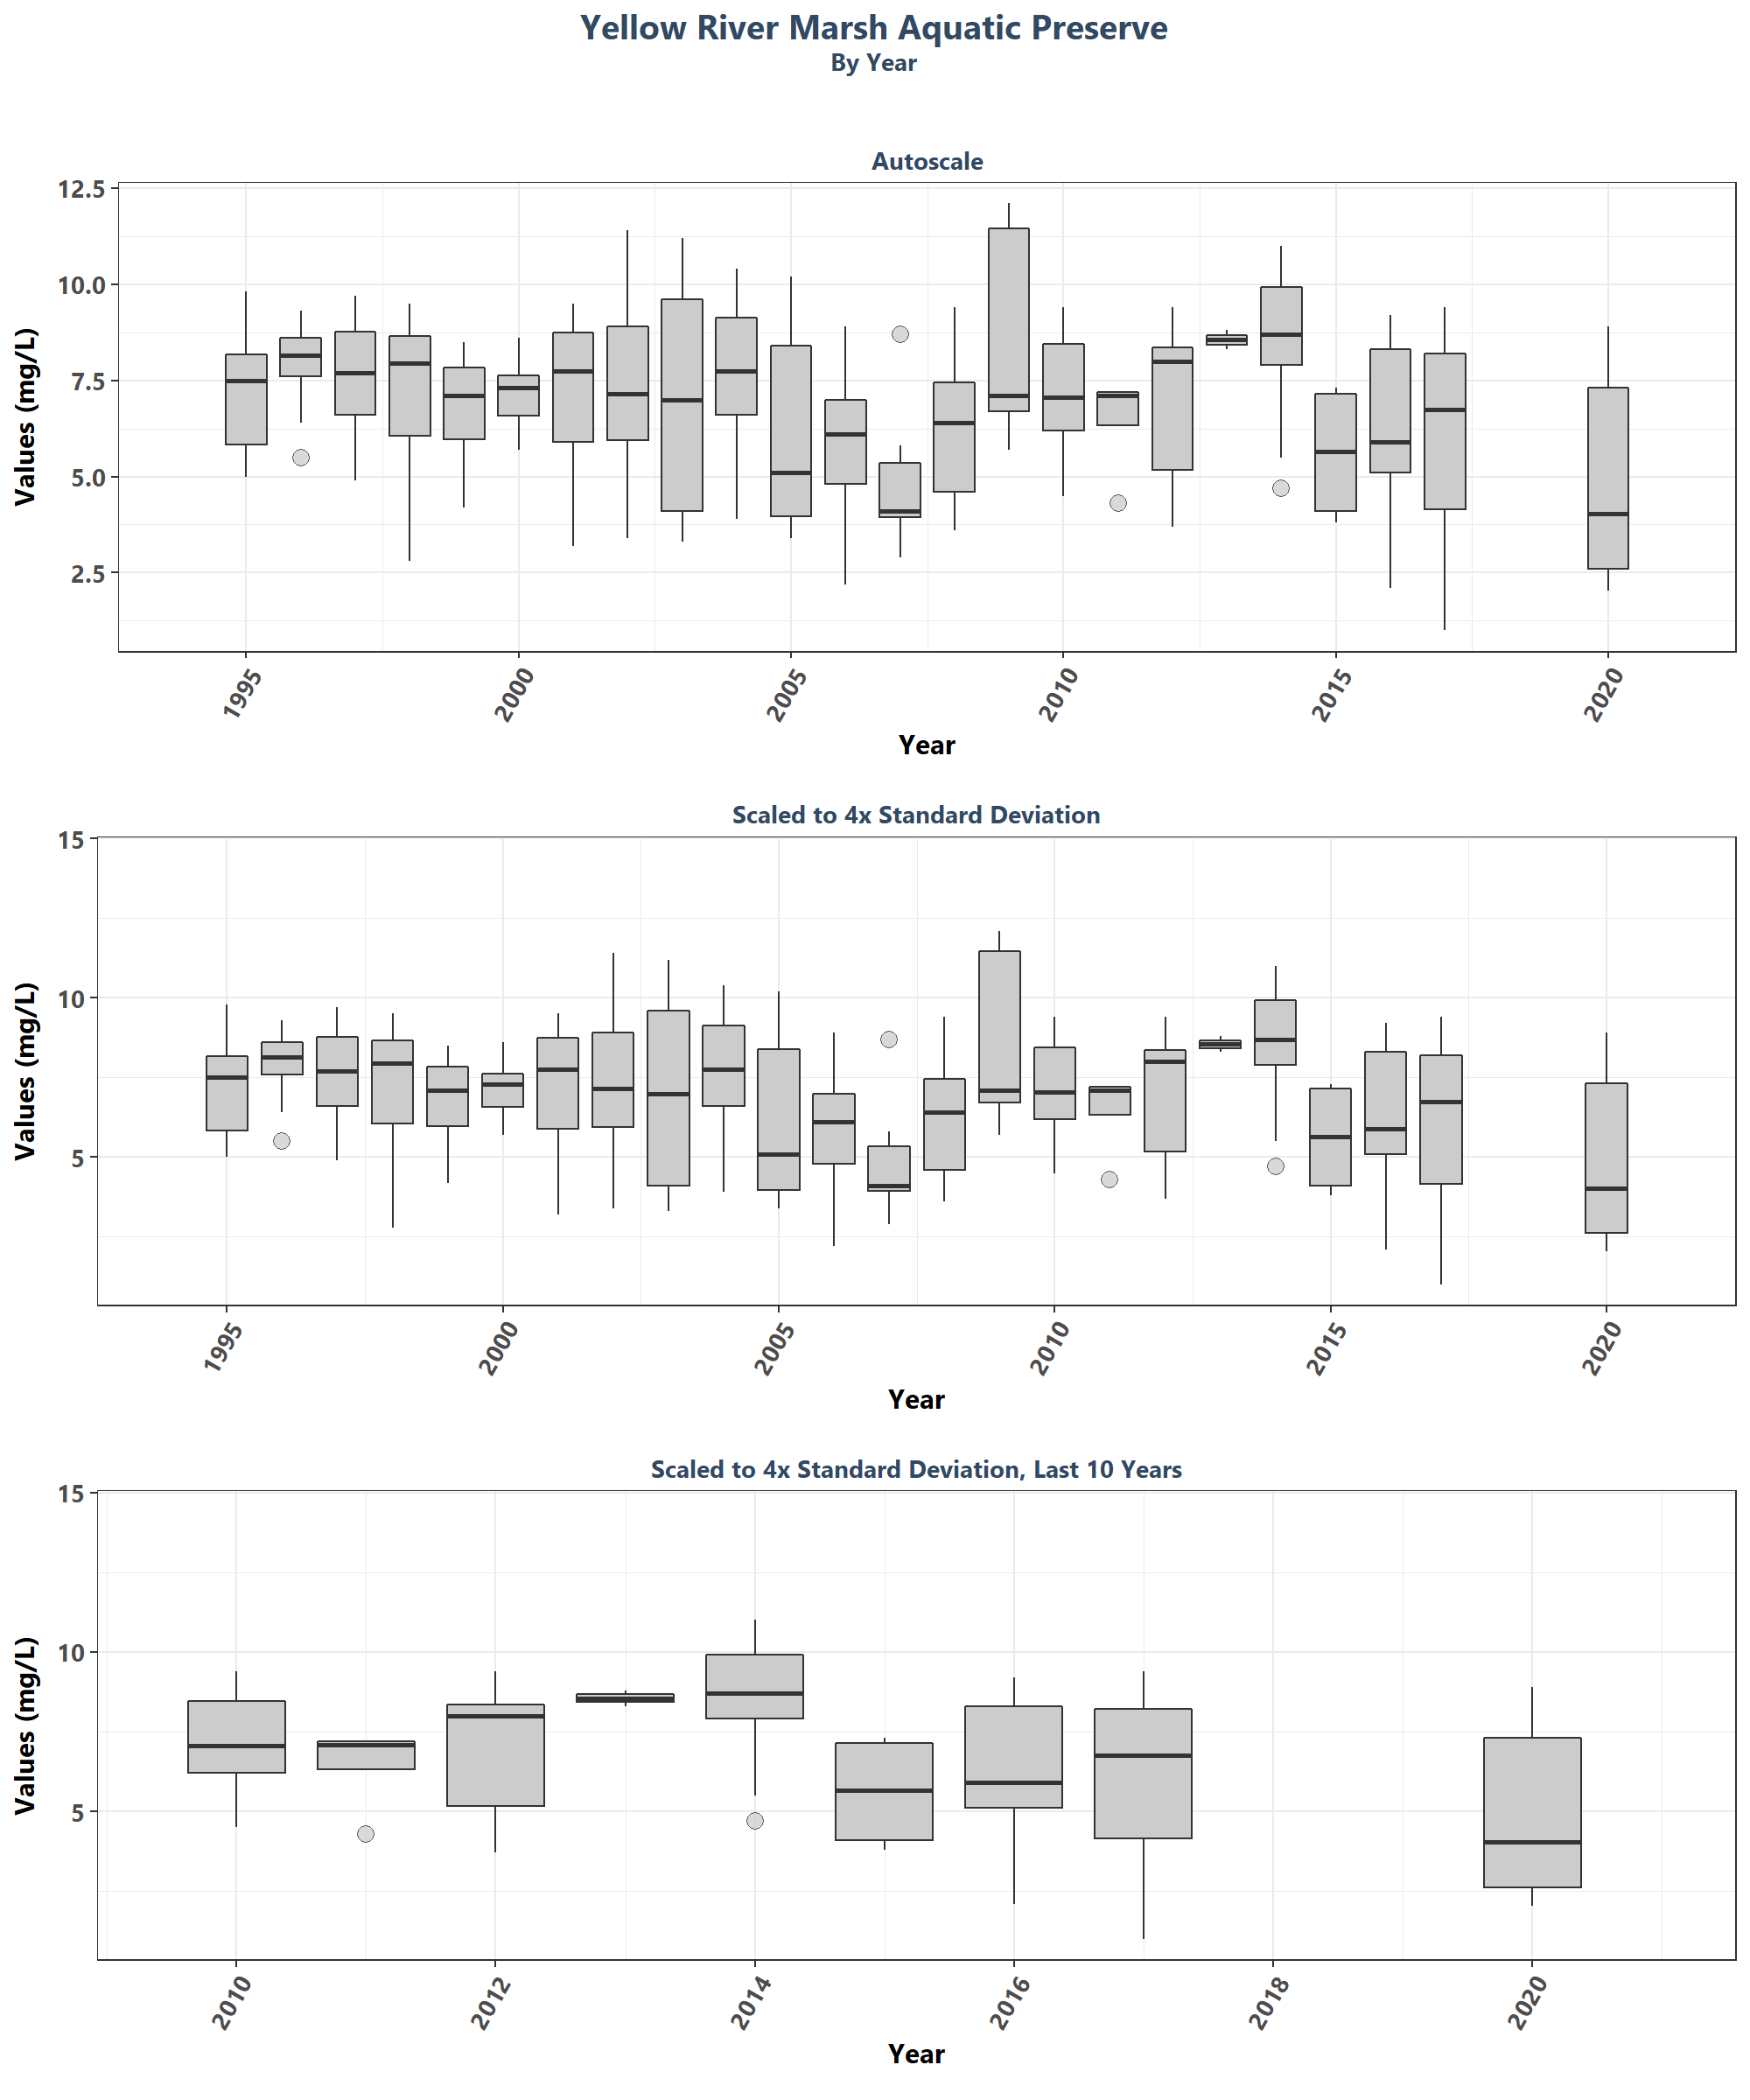 Yellow River Marsh Aquatic Preserve
By Year
Autoscale
Values (mg/L)
12.5
10.0
7.5
5.0
2.5
1995 2000 2005 2010 2015 2020
Year
Scaled to 4x Standard Deviation
Values (mg/L)
15
10
5
1995 2000 2005 2010 2015 2020
Year
Scaled to 4x Standard Deviation, Last 10 Years
Values (mg/L)
15
10
5
2010 2012 2014 2016 2018 2020
Year